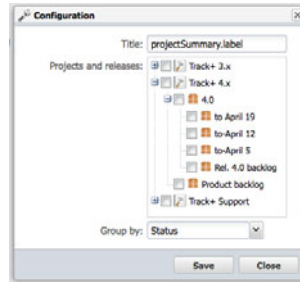 Configuration
Title: projectSummary.label
Projects and releases:
Track+ 3.x
Track+ 4.x
4.0
to April 19
to-April 12
to-April 5
Rel. 4.0 backlog
Product backlog
Track+ Support
Group by: Status
Save Close